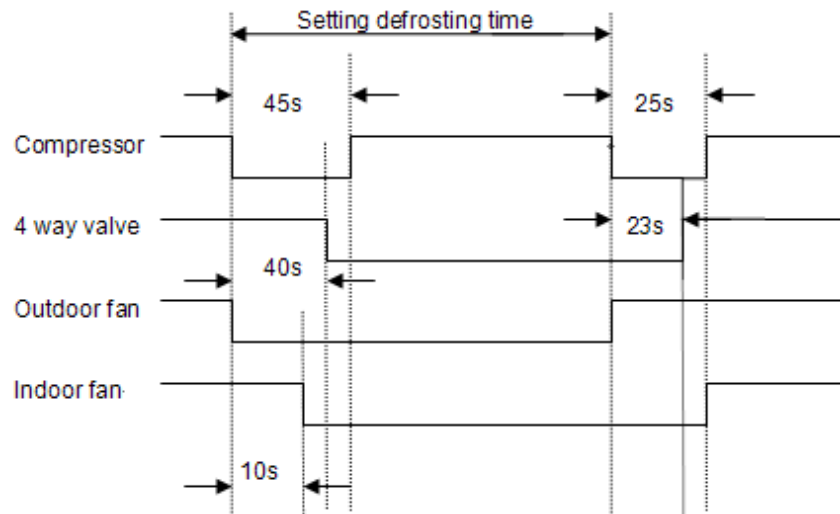 Setting defrosting time
45s
25s
Compressor
4 way valve
23s
40s
Outdoor fan
Indoor fan
10s